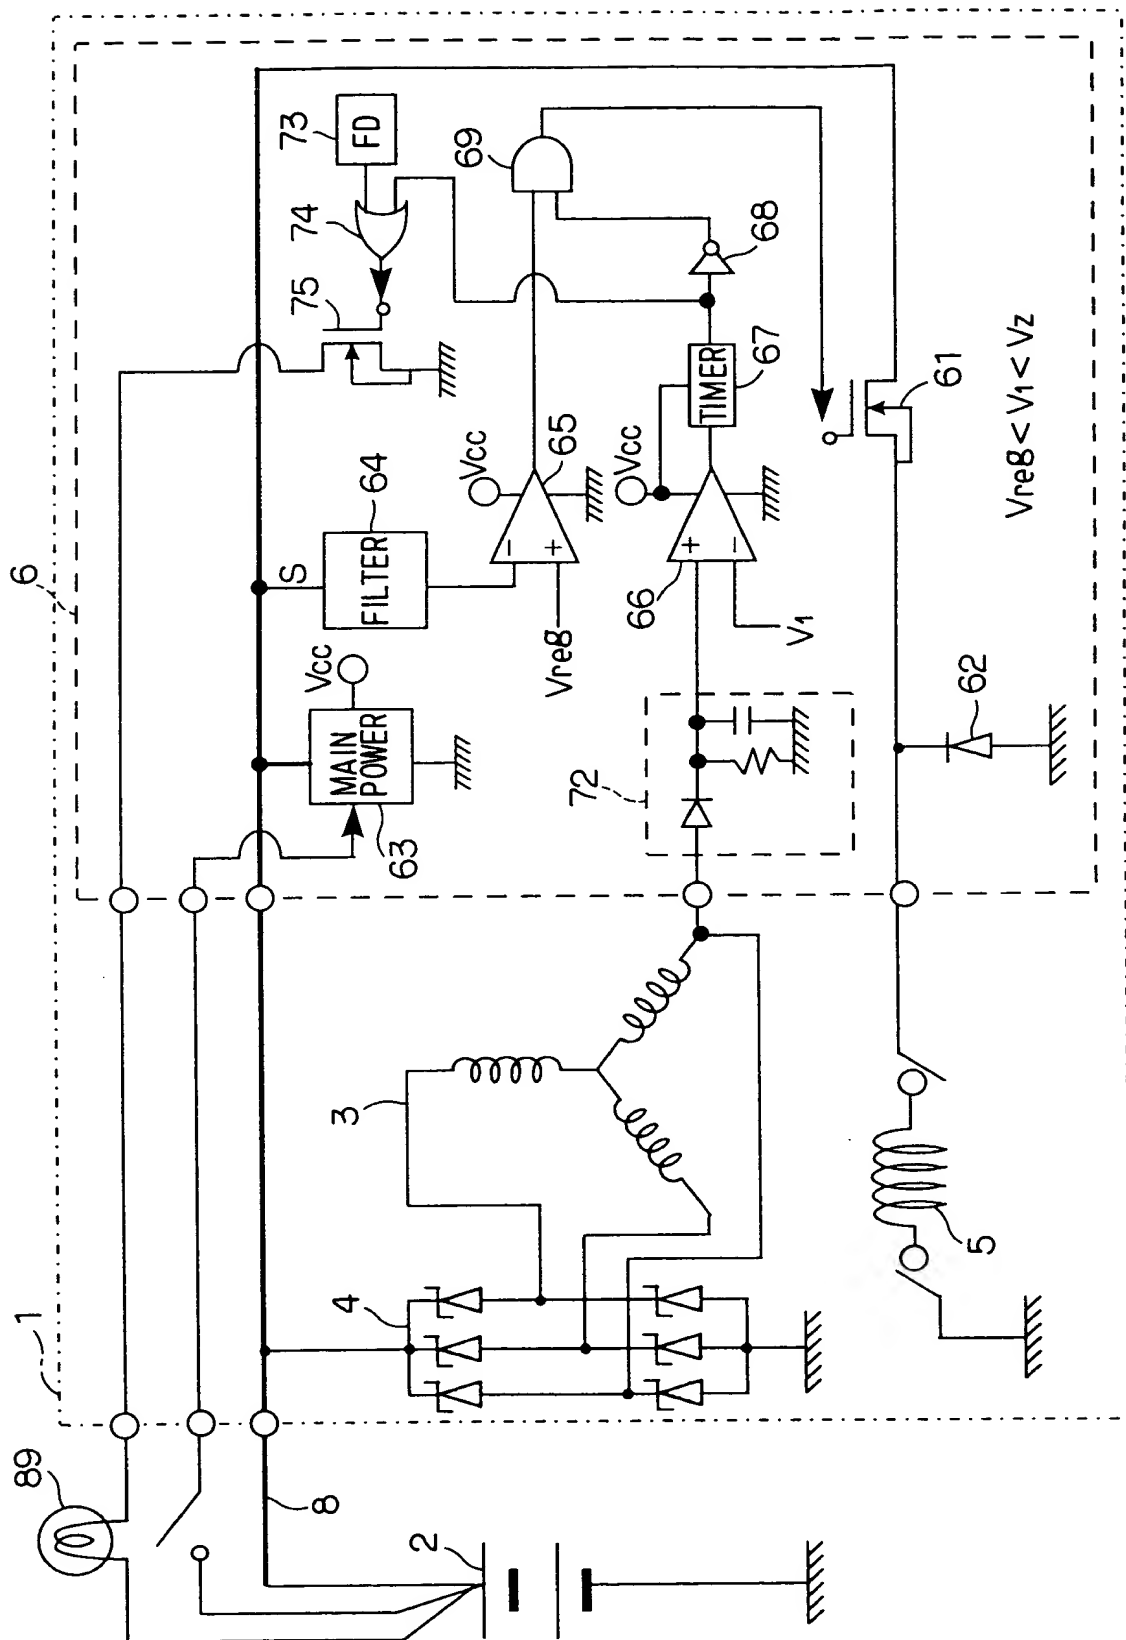 6
1
89
8
2
4
3
5
63
MAIN
POWER
Vcc
S
FILTER
64
Vreg
−
+
65
Vcc
75
74
73
FD
69
72
66
+
−
V1
Vcc
TIMER
67
68
62
61
Vreg < V1 < Vz